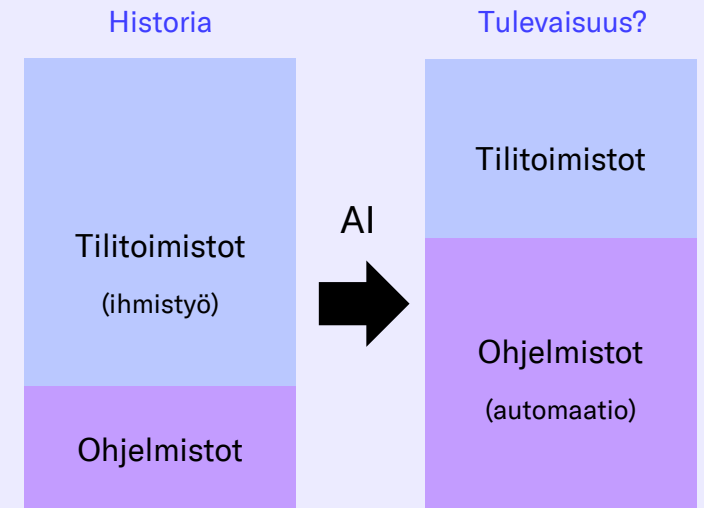 Historia
Tilitoimistot
(ihmistyö)
Ohjelmistot
AI
Tulevaisuus?
Tilitoimistot
Ohjelmistot
(automaatio)